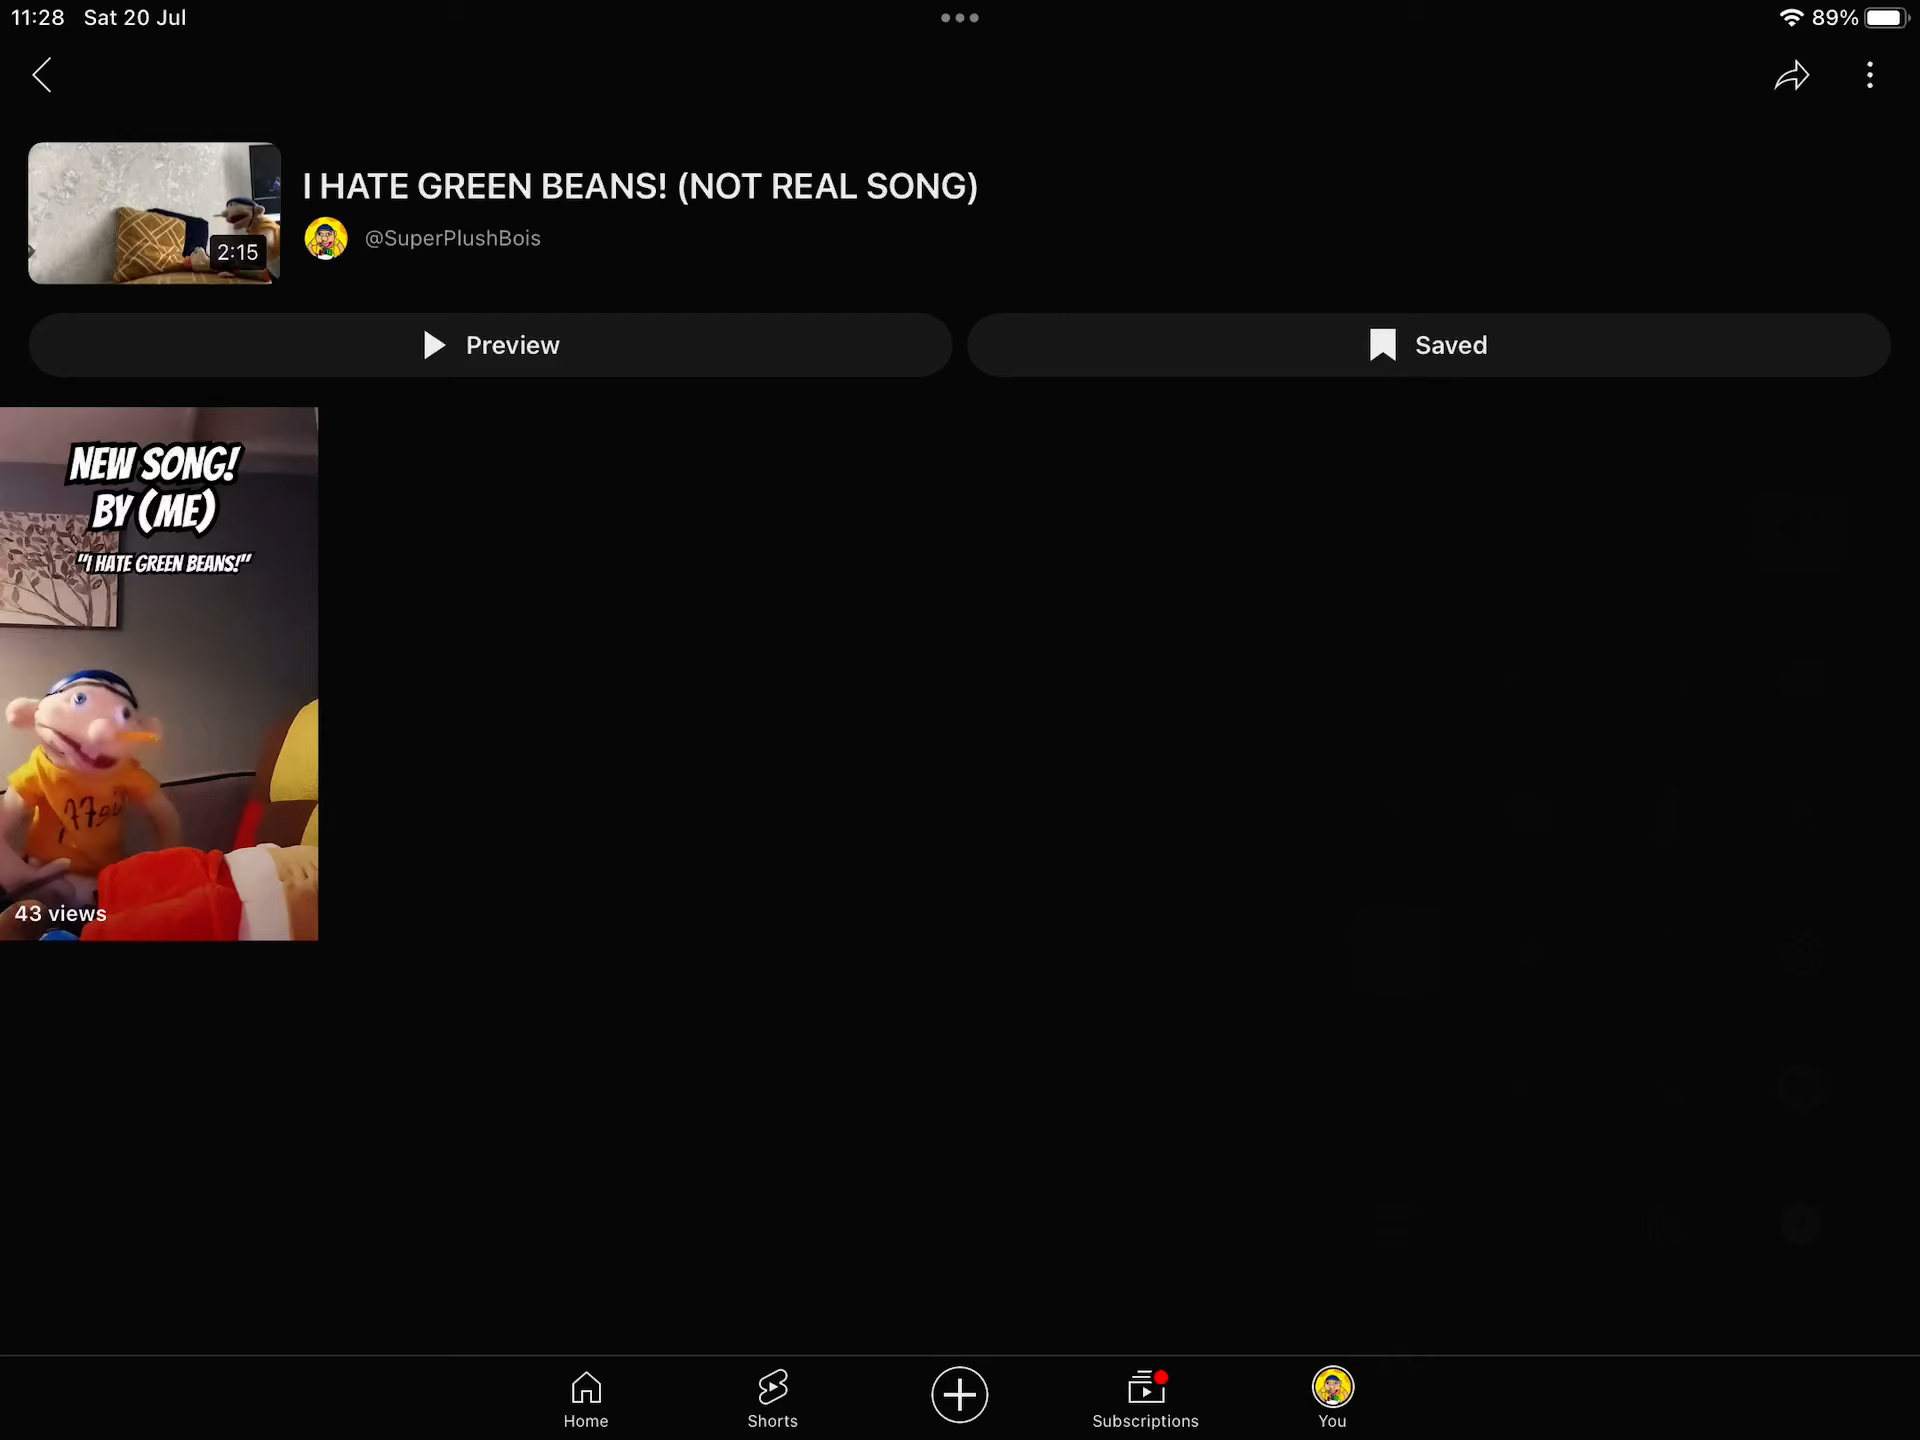 11:28 Sat 20 Jul
89%
I HATE GREEN BEANS! (NOT REAL SONG)
@SuperPlushBois
2:15
Preview
Saved
NEW SONG!
BY (ME)
"I HATE GREEN BEANS!"
43 views
Home
Shorts
Subscriptions
You